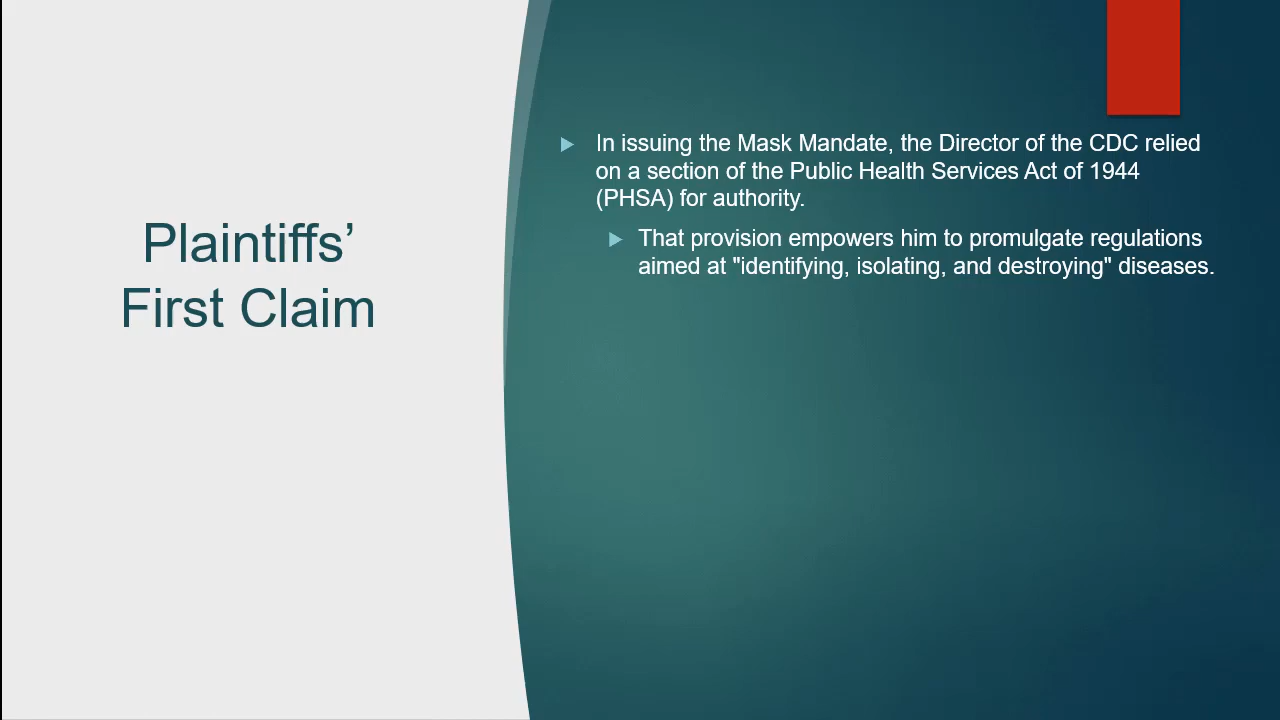 Plaintiffs’
First Claim
In issuing the Mask Mandate, the Director of the CDC relied
on a section of the Public Health Services Act of 1944
(PHSA) for authority.
That provision empowers him to promulgate regulations
aimed at "identifying, isolating, and destroying" diseases.